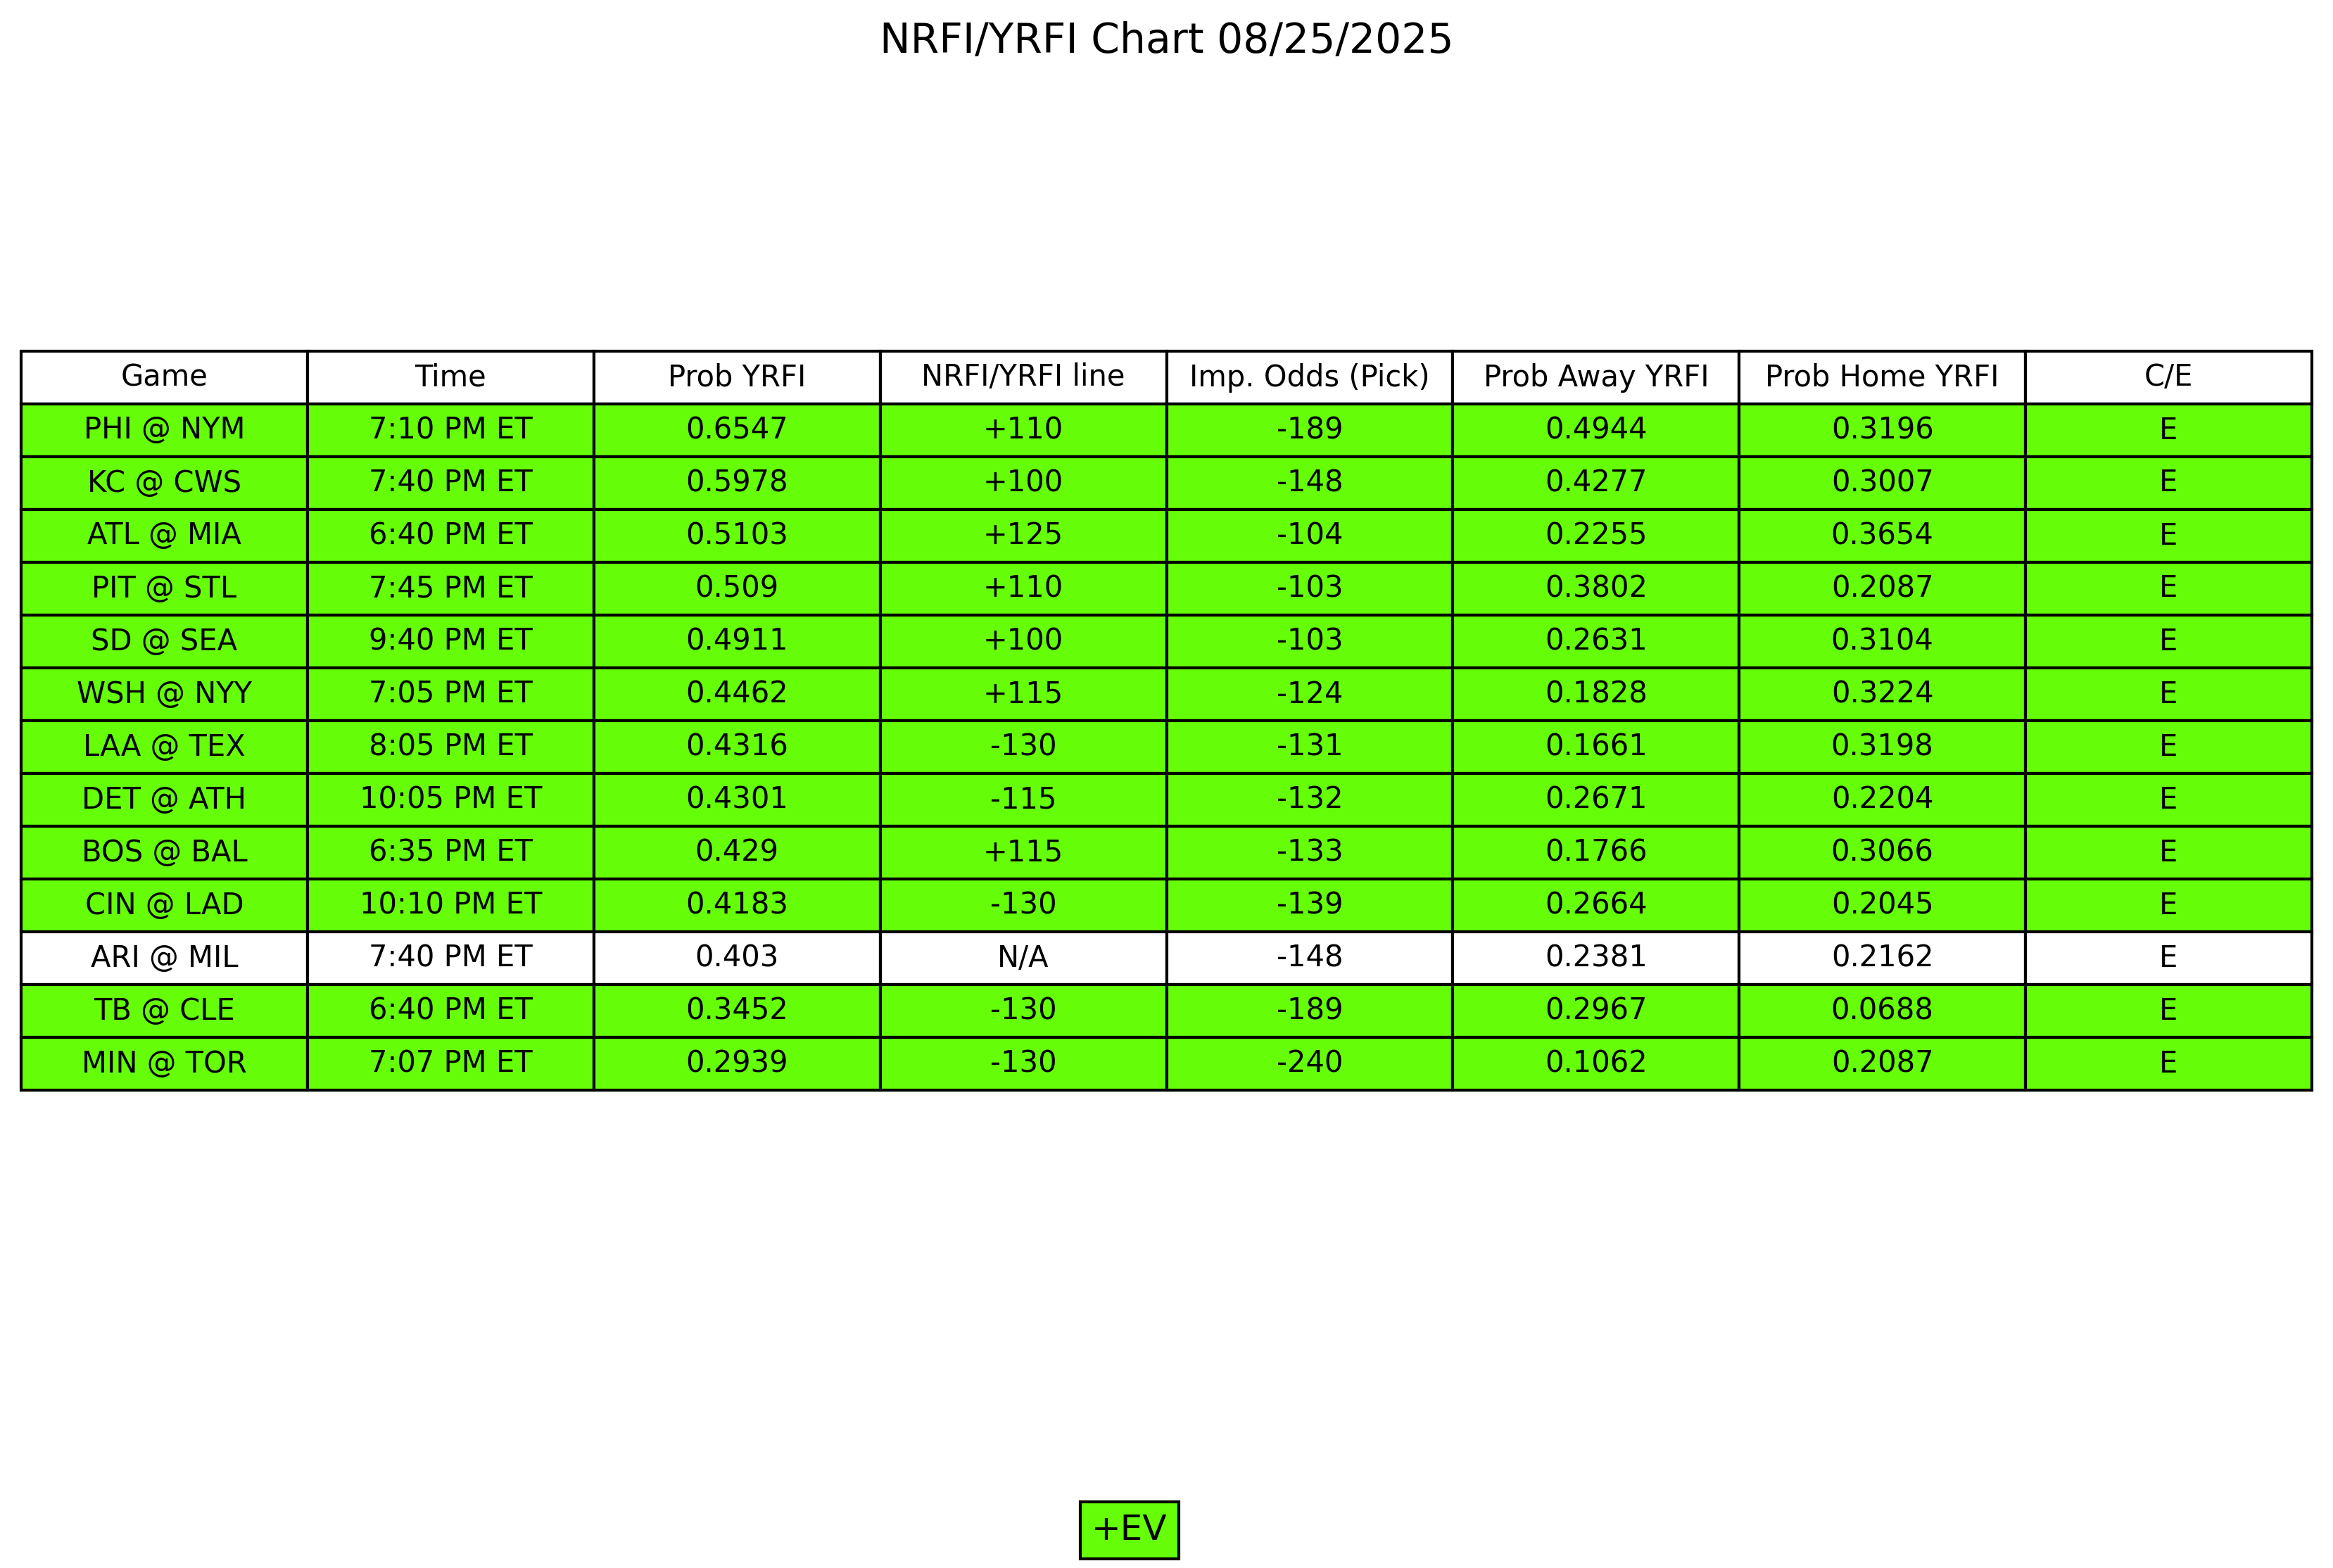 NRFI/YRFI Chart 08/25/2025
Game Time Prob YRFI NRFI/YRFI line Imp. Odds (Pick) Prob Away YRFI Prob Home YRFI C/E
PHI @ NYM 7:10 PM ET 0.6547 +110 -189 0.4944 0.3196 E
KC @ CWS 7:40 PM ET 0.5978 +100 -148 0.4277 0.3007 E
ATL @ MIA 6:40 PM ET 0.5103 +125 -104 0.2255 0.3654 E
PIT @ STL 7:45 PM ET 0.509 +110 -103 0.3802 0.2087 E
SD @ SEA 9:40 PM ET 0.4911 +100 -103 0.2631 0.3104 E
WSH @ NYY 7:05 PM ET 0.4462 +115 -124 0.1828 0.3224 E
LAA @ TEX 8:05 PM ET 0.4316 -130 -131 0.1661 0.3198 E
DET @ ATH 10:05 PM ET 0.4301 -115 -132 0.2671 0.2204 E
BOS @ BAL 6:35 PM ET 0.429 +115 -133 0.1766 0.3066 E
CIN @ LAD 10:10 PM ET 0.4183 -130 -139 0.2664 0.2045 E
ARI @ MIL 7:40 PM ET 0.403 N/A -148 0.2381 0.2162 E
TB @ CLE 6:40 PM ET 0.3452 -130 -189 0.2967 0.0688 E
MIN @ TOR 7:07 PM ET 0.2939 -130 -240 0.1062 0.2087 E
+EV